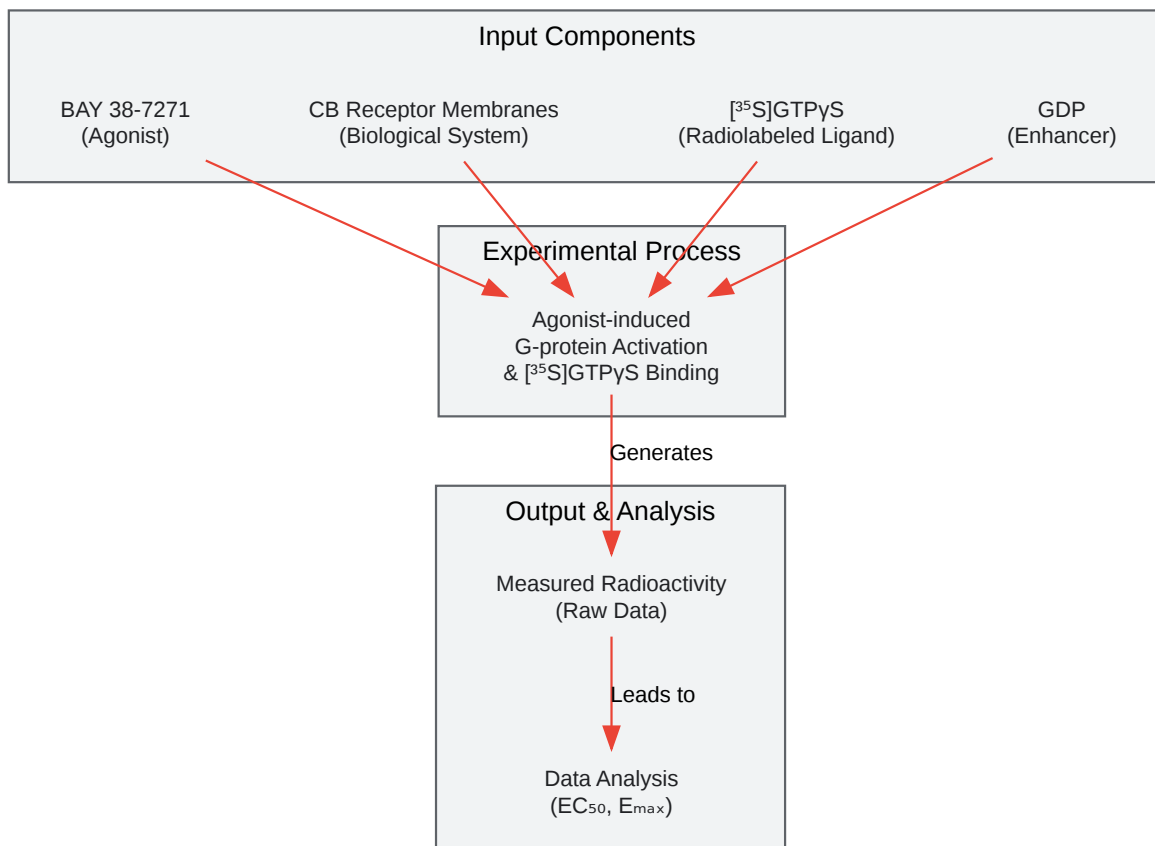 Input Components
BAY 38-7271
(Agonist)
CB Receptor Membranes
(Biological System)
[³⁵S]GTPγS
(Radiolabeled Ligand)
GDP
(Enhancer)
Experimental Process
Agonist-induced
G-protein Activation
& [³⁵S]GTPγS Binding
Generates
Output & Analysis
Measured Radioactivity
(Raw Data)
Leads to
Data Analysis
(EC₅₀, Eₘₐₓ)